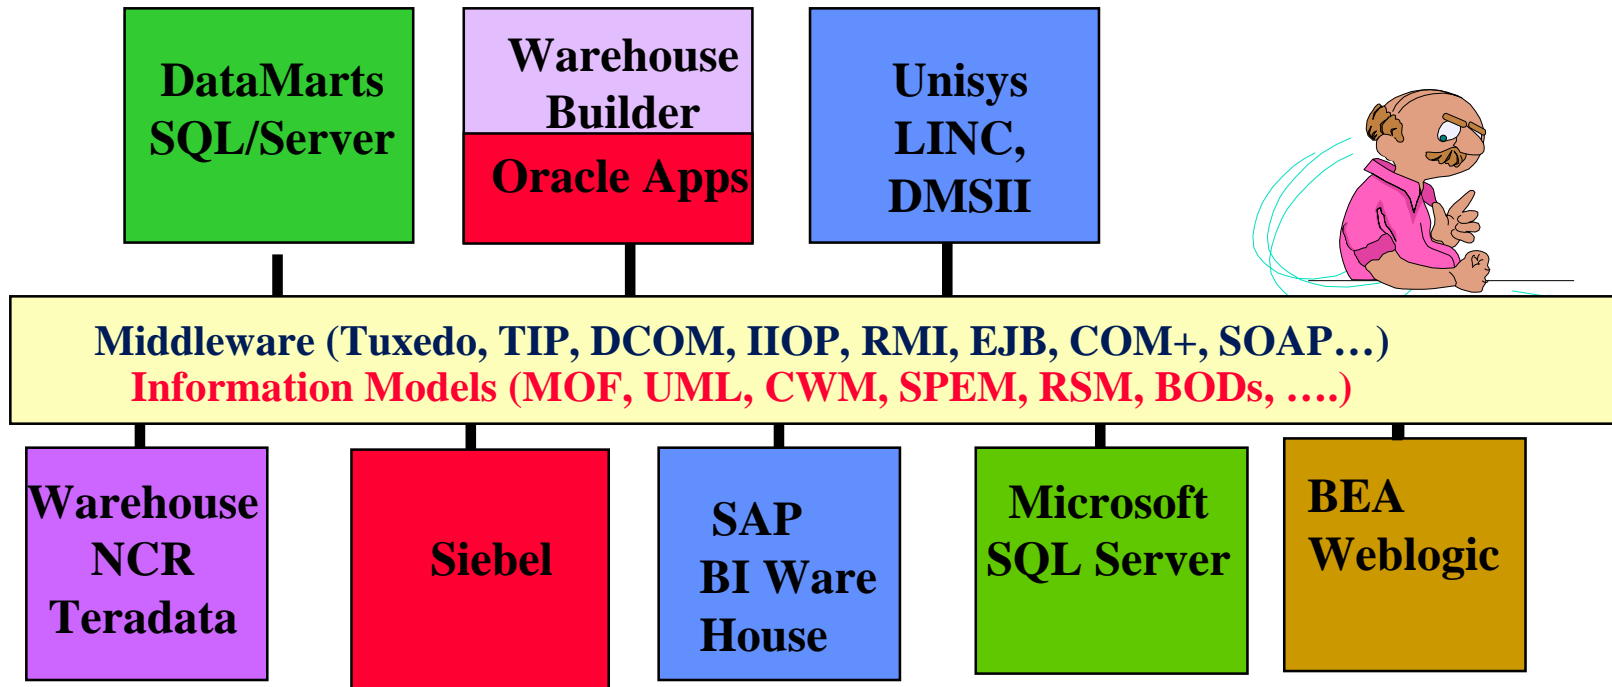 DataMarts
SQL/Server
Warehouse
Builder
Oracle Apps
Unisys
LINC,
DMSII
Middleware (Tuxedo, TIP, DCOM, IIOP, RMI, EJB, COM+, SOAP…)
Information Models (MOF, UML, CWM, SPEM, RSM, BODs, ….)
Warehouse
NCR
Teradata
Siebel
SAP
BI Ware
House
Microsoft
SQL Server
BEA
Weblogic